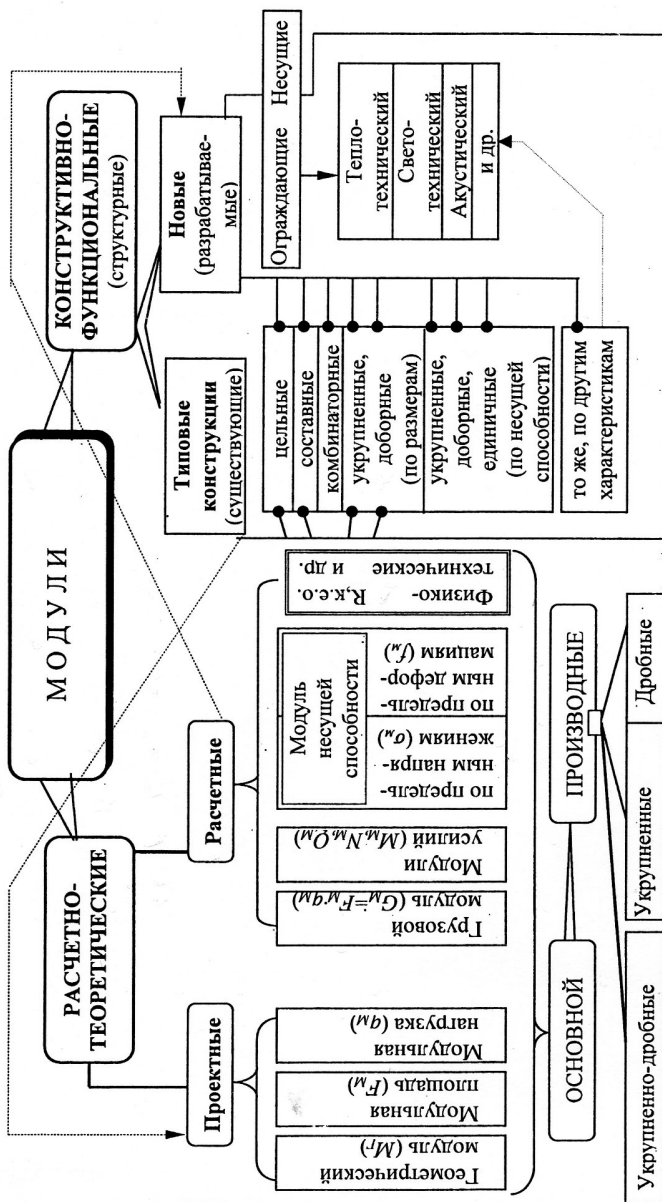 МОДУЛИ
РАСЧЕТНО-
ТЕОРЕТИЧЕСКИЕ
КОНСТРУКТИВНО-
ФУНКЦИОНАЛЬНЫЕ
(структурные)
Проектные
Расчетные
Типовые
конструкции
(существующие)
Новые
(разрабатывае-
мые)
Геометрический
модуль (Mг)
Модульная
площадь (Fм)
Модульная
нагрузка (qм)
Грузовой
модуль (Gм=Fм·qм)
Модули
усилий (Mм,Nм,Qм)
Модуль
несущей
способности
по предель-
ным напря-
жениям (σм)
по предель-
ным дефор-
мациям (fм)
Физико- R,к.е.о.
технические и др.
цельные
составные
комбинаторные
укрупненные,
доборные
(по размерам)
укрупненные,
доборные,
единичные
(по несущей
способности)
то же, по другим
характеристикам
Ограждающие Несущие
Тепло-
технический
Свето-
технический
Акустический
и др.
ОСНОВНОЙ
ПРОИЗВОДНЫЕ
Укрупненно-дробные
Укрупненные
Дробные